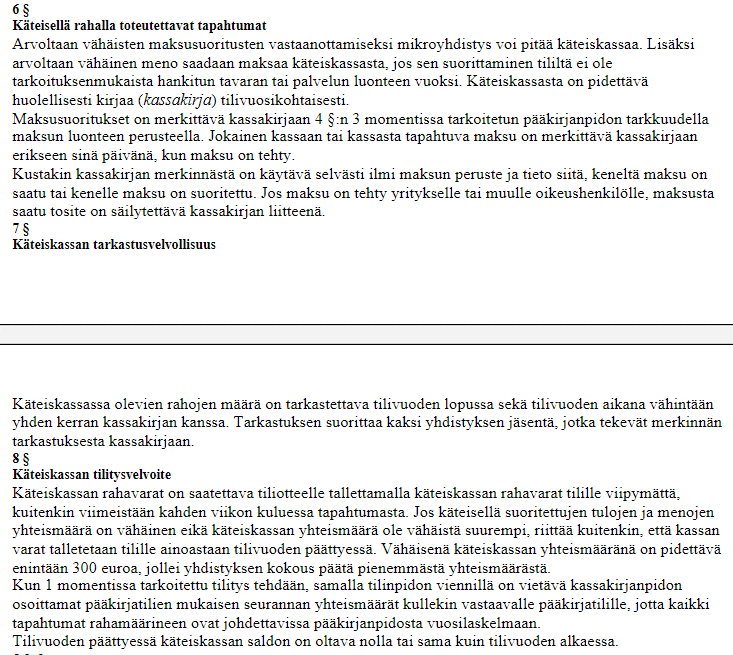 6 §
Käteisellä rahalla toteutettavat tapahtumat
Arvoltaan vähäisten maksusuoritusten vastaanottamiseksi mikroyhdistys voi pitää käteiskassaa. Lisäksi
arvoltaan vähäinen meno saadaan maksaa käteiskassasta, jos sen suorittaminen tililtä ei ole
tarkoituksenmukaista hankitun tavaran tai palvelun luonteen vuoksi. Käteiskassasta on pidettävä
huolellisesti kirjaa (kassakirja) tilivuosikohtaisesti.
Maksusuoritukset on merkittävä kassakirjaan 4 §:n 3 momentissa tarkoitetun pääkirjanpidon tarkkuudella
maksun luonteen perusteella. Jokainen kassaan tai kassasta tapahtuva maksu on merkittävä kassakirjaan
erikseen sinä päivänä, kun maksu on tehty.
Kustakin kassakirjan merkinnästä on käytävä selvästi ilmi maksun peruste ja tieto siitä, keneltä maksu on
saatu tai kenelle maksu on suoritettu. Jos maksu on tehty yritykselle tai muulle oikeushenkilölle, maksusta
saatu tosite on säilytettävä kassakirjan liitteenä.
7 §
Käteiskassan tarkastusvelvollisuus
Käteiskassassa olevien rahojen määrä on tarkastettava tilivuoden lopussa sekä tilivuoden aikana vähintään
yhden kerran kassakirjan kanssa. Tarkastuksen suorittaa kaksi yhdistyksen jäsentä, jotka tekevät merkinnän
tarkastuksesta kassakirjaan.
8 §
Käteiskassan tilitysvelvoite
Käteiskassan rahavarat on saatettava tiliotteelle tallettamalla käteiskassan rahavarat tilille viipymättä,
kuitenkin viimeistään kahden viikon kuluessa tapahtumasta. Jos käteisellä suoritettujen tulojen ja menojen
yhteismäärä on vähäinen eikä käteiskassan yhteismäärä ole vähäistä suurempi, riittää kuitenkin, että kassan
varat talletetaan tilille ainoastaan tilivuoden päättyessä. Vähäisenä käteiskassan yhteismääränä on pidettävä
enintään 300 euroa, jollei yhdistyksen kokous päätä pienemmästä yhteismäärästä.
Kun 1 momentissa tarkoitettu tilitys tehdään, samalla tilinpidon viennillä on vietävä kassakirjanpidon
osoittamat pääkirjatilien mukaisen seurannan yhteismäärät kullekin vastaavalle pääkirjatilille, jotta kaikki
tapahtumat rahamäärineen ovat johdettavissa pääkirjanpidosta vuosilaskelmaan.
Tilivuoden päättyessä käteiskassan saldon on oltava nolla tai sama kuin tilivuoden alkaessa.